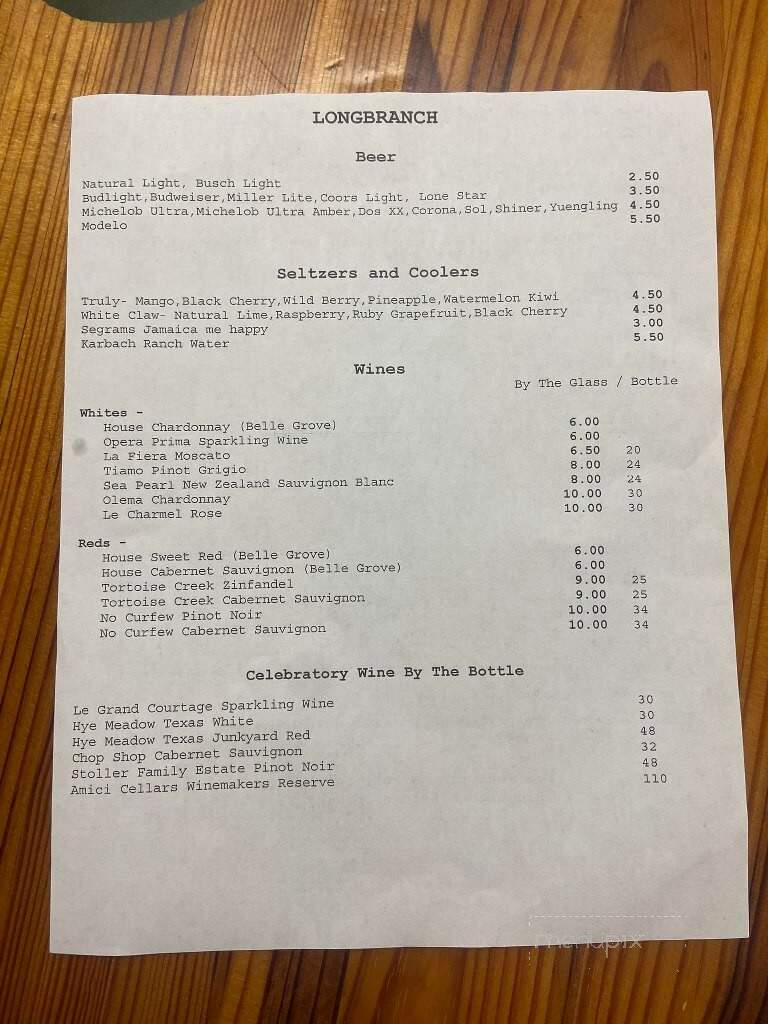 LONGBRANCH
Beer
Natural Light, Busch Light 2.50
Budlight,Budweiser,Miller Lite,Coors Light, Lone Star 3.50
Michelob Ultra,Michelob Ultra Amber,Dos XX,Corona,Sol,Shiner,Yuengling 4.50
Modelo 5.50
Seltzers and Coolers
Truly- Mango,Black Cherry,Wild Berry,Pineapple,Watermelon Kiwi 4.50
White Claw- Natural Lime,Raspberry,Ruby Grapefruit,Black Cherry 4.50
Segrams Jamaica me happy 3.00
Karbach Ranch Water 5.50
Wines
By The Glass / Bottle
Whites -
House Chardonnay (Belle Grove) 6.00
Opera Prima Sparkling Wine 6.00
La Fiera Moscato 6.50 20
Tiamo Pinot Grigio 8.00 24
Sea Pearl New Zealand Sauvignon Blanc 8.00 24
Olema Chardonnay 10.00 30
Le Charmel Rose 10.00 30
Reds -
House Sweet Red (Belle Grove) 6.00
House Cabernet Sauvignon (Belle Grove) 6.00
Tortoise Creek Zinfandel 9.00 25
Tortoise Creek Cabernet Sauvignon 9.00 25
No Curfew Pinot Noir 10.00 34
No Curfew Cabernet Sauvignon 10.00 34
Celebratory Wine By The Bottle
Le Grand Courtage Sparkling Wine 30
Hye Meadow Texas White 30
Hye Meadow Texas Junkyard Red 48
Chop Shop Cabernet Sauvignon 32
Stoller Family Estate Pinot Noir 48
Amici Cellars Winemakers Reserve 110
menupix